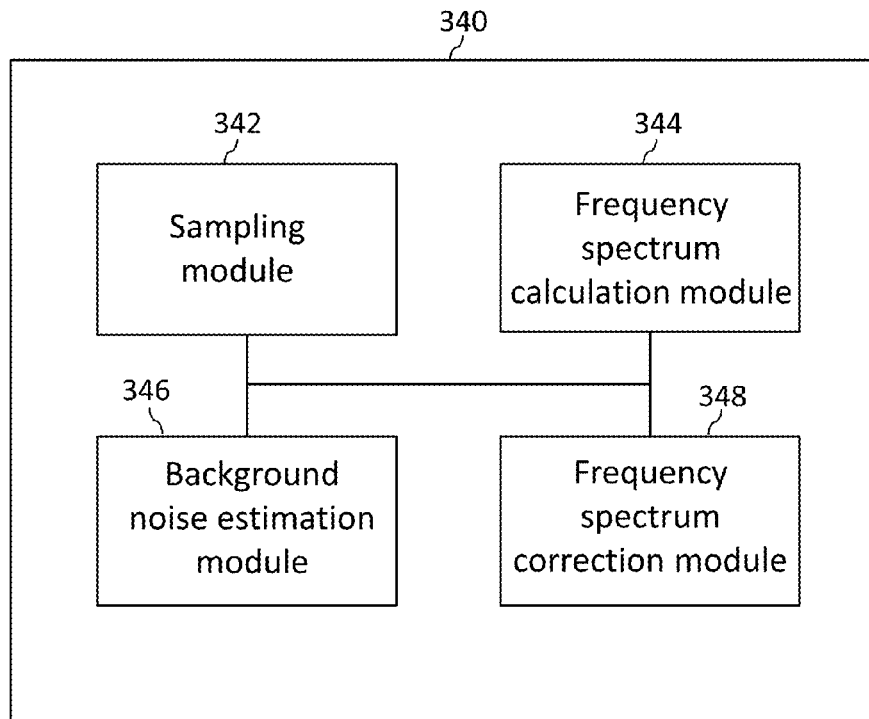 340
342
344
Sampling
module
Frequency
spectrum
calculation module
346
348
Background
noise estimation
module
Frequency
spectrum
correction module